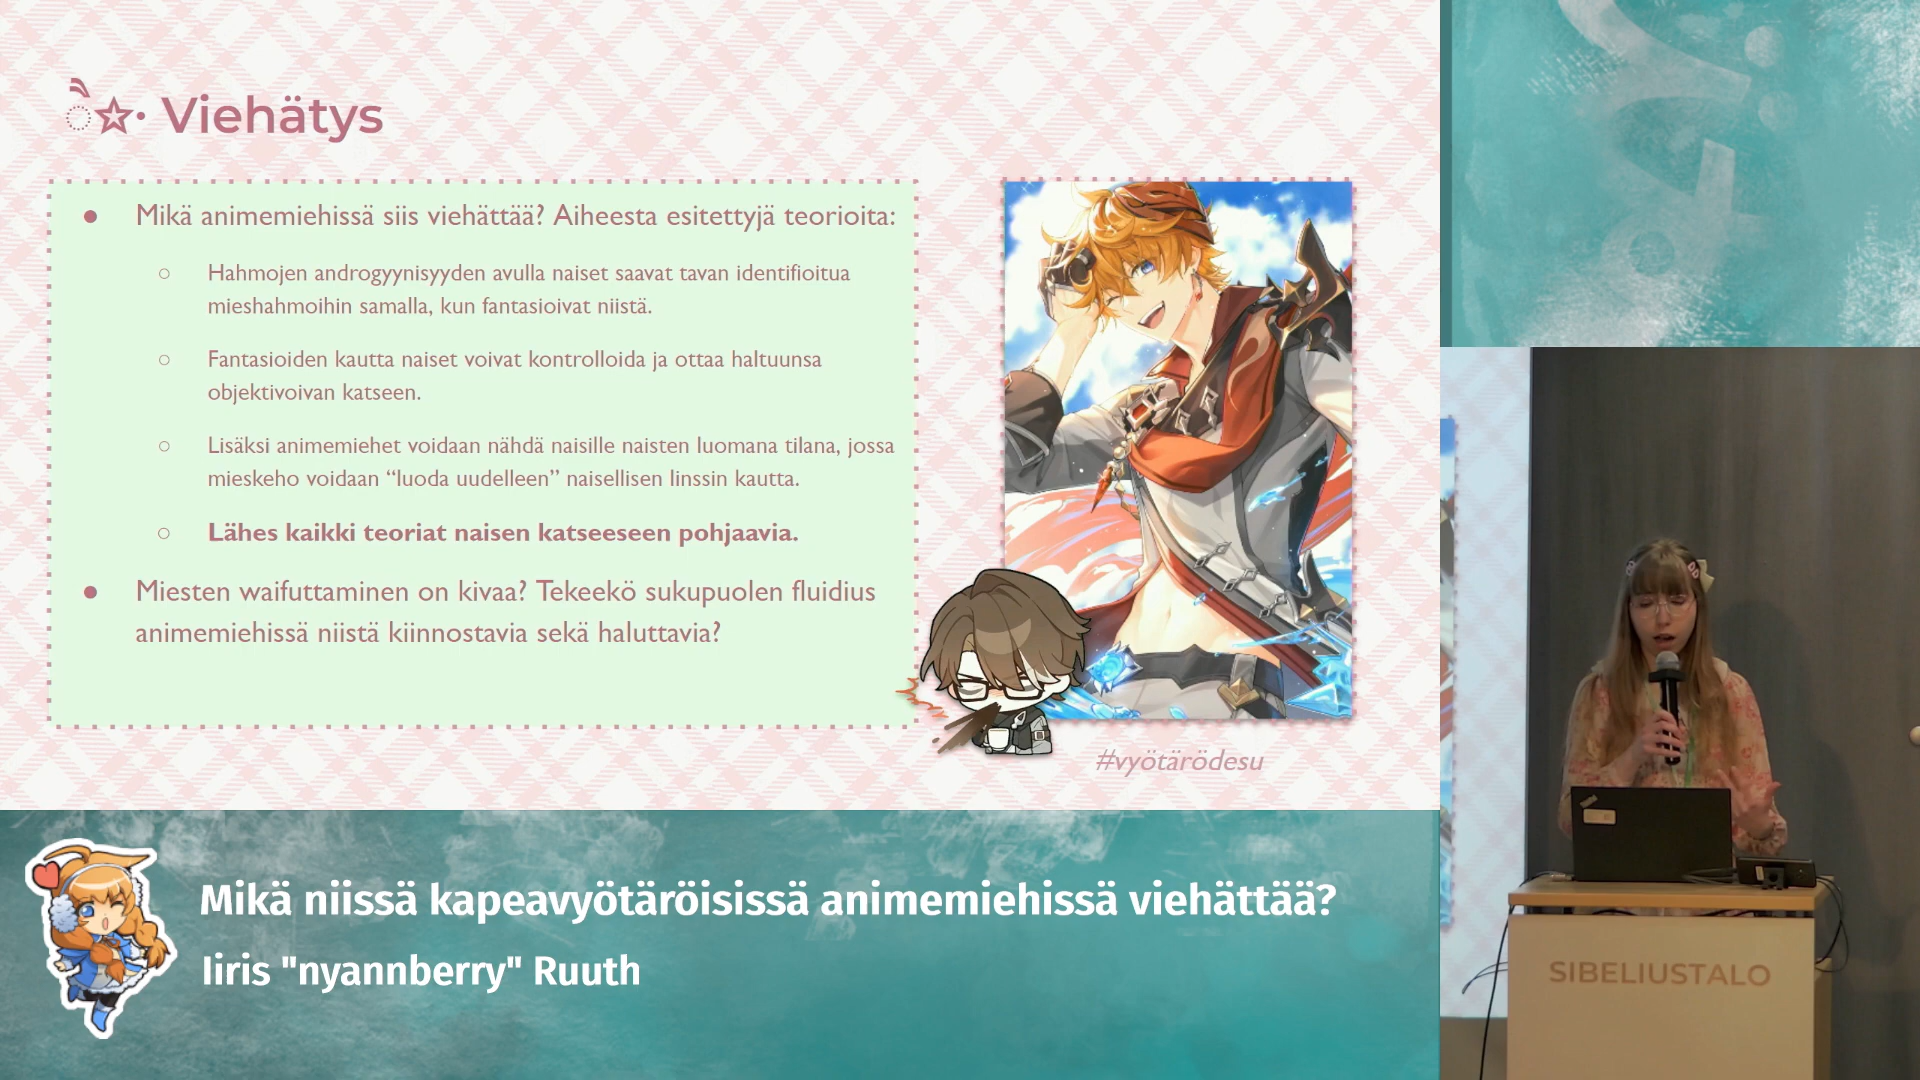 Viehätys
Mikä animemiehissä siis viehättää? Aiheesta esitettyjä teorioita:
Hahmojen androgyynisyyden avulla naiset saavat tavan identifioitua
mieshahmoihin samalla, kun fantasioivat niistä.
Fantasioiden kautta naiset voivat kontrolloida ja ottaa haltuunsa
objektivoivan katseen.
Lisäksi animemiehet voidaan nähdä naisille naisten luomana tilana, jossa
mieskeho voidaan “luoda uudelleen” naisellisen linssin kautta.
Lähes kaikki teoriat naisen katseeseen pohjaavia.
Miesten waifuttaminen on kivaa? Tekeekö sukupuolen fluidius
animemiehissä niistä kiinnostavia sekä haluttavia?
#vyötärödesu
Mikä niissä kapeavyötäröisissä animemiehissä viehättää?
Iiris "nyannberry" Ruuth
SIBELIUSTALO